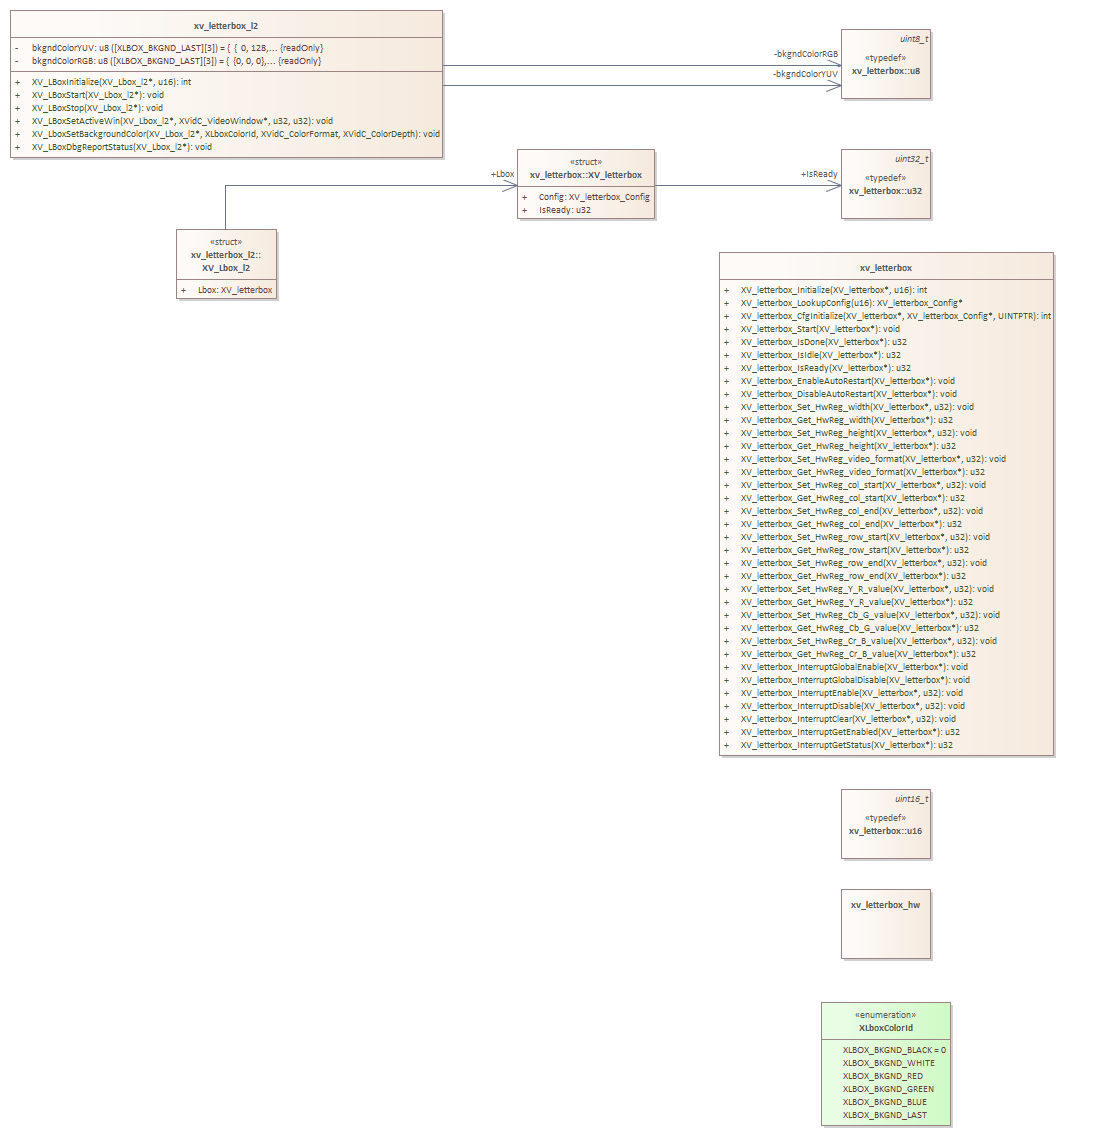 xv_letterbox_l2
- bkgndColorYUV: u8 ([XLBOX_BKGND_LAST][3]) = { { 0, 128,... {readOnly}
- bkgndColorRGB: u8 ([XLBOX_BKGND_LAST][3]) = { {0, 0, 0},... {readOnly}
+ XV_LBoxInitialize(XV_Lbox_l2*, u16): int
+ XV_LBoxStart(XV_Lbox_l2*): void
+ XV_LBoxStop(XV_Lbox_l2*): void
+ XV_LBoxSetActiveWin(XV_Lbox_l2*, XVidC_VideoWindow*, u32, u32): void
+ XV_LboxSetBackgroundColor(XV_Lbox_l2*, XLboxColorId, XVidC_ColorFormat, XVidC_ColorDepth): void
+ XV_LBoxDbgReportStatus(XV_Lbox_l2*): void
-bkgndColorRGB
-bkgndColorYUV
uint8_t
«typedef»
xv_letterbox::u8
+Lbox
«struct»
xv_letterbox::XV_letterbox
+ Config: XV_letterbox_Config
+ IsReady: u32
+IsReady
uint32_t
«typedef»
xv_letterbox::u32
«struct»
xv_letterbox_l2::
XV_Lbox_l2
+ Lbox: XV_letterbox
xv_letterbox
+ XV_letterbox_Initialize(XV_letterbox*, u16): int
+ XV_letterbox_LookupConfig(u16): XV_letterbox_Config*
+ XV_letterbox_CfgInitialize(XV_letterbox*, XV_letterbox_Config*, UINTPTR): int
+ XV_letterbox_Start(XV_letterbox*): void
+ XV_letterbox_IsDone(XV_letterbox*): u32
+ XV_letterbox_IsIdle(XV_letterbox*): u32
+ XV_letterbox_IsReady(XV_letterbox*): u32
+ XV_letterbox_EnableAutoRestart(XV_letterbox*): void
+ XV_letterbox_DisableAutoRestart(XV_letterbox*): void
+ XV_letterbox_Set_HwReg_width(XV_letterbox*, u32): void
+ XV_letterbox_Get_HwReg_width(XV_letterbox*): u32
+ XV_letterbox_Set_HwReg_height(XV_letterbox*, u32): void
+ XV_letterbox_Get_HwReg_height(XV_letterbox*): u32
+ XV_letterbox_Set_HwReg_video_format(XV_letterbox*, u32): void
+ XV_letterbox_Get_HwReg_video_format(XV_letterbox*): u32
+ XV_letterbox_Set_HwReg_col_start(XV_letterbox*, u32): void
+ XV_letterbox_Get_HwReg_col_start(XV_letterbox*): u32
+ XV_letterbox_Set_HwReg_col_end(XV_letterbox*, u32): void
+ XV_letterbox_Get_HwReg_col_end(XV_letterbox*): u32
+ XV_letterbox_Set_HwReg_row_start(XV_letterbox*, u32): void
+ XV_letterbox_Get_HwReg_row_start(XV_letterbox*): u32
+ XV_letterbox_Set_HwReg_row_end(XV_letterbox*, u32): void
+ XV_letterbox_Get_HwReg_row_end(XV_letterbox*): u32
+ XV_letterbox_Set_HwReg_Y_R_value(XV_letterbox*, u32): void
+ XV_letterbox_Get_HwReg_Y_R_value(XV_letterbox*): u32
+ XV_letterbox_Set_HwReg_Cb_G_value(XV_letterbox*, u32): void
+ XV_letterbox_Get_HwReg_Cb_G_value(XV_letterbox*): u32
+ XV_letterbox_Set_HwReg_Cr_B_value(XV_letterbox*, u32): void
+ XV_letterbox_Get_HwReg_Cr_B_value(XV_letterbox*): u32
+ XV_letterbox_InterruptGlobalEnable(XV_letterbox*): void
+ XV_letterbox_InterruptGlobalDisable(XV_letterbox*): void
+ XV_letterbox_InterruptEnable(XV_letterbox*, u32): void
+ XV_letterbox_InterruptDisable(XV_letterbox*, u32): void
+ XV_letterbox_InterruptClear(XV_letterbox*, u32): void
+ XV_letterbox_InterruptGetEnabled(XV_letterbox*): u32
+ XV_letterbox_InterruptGetStatus(XV_letterbox*): u32
uint16_t
«typedef»
xv_letterbox::u16
xv_letterbox_hw
«enumeration»
XLboxColorId
XLBOX_BKGND_BLACK = 0
XLBOX_BKGND_WHITE
XLBOX_BKGND_RED
XLBOX_BKGND_GREEN
XLBOX_BKGND_BLUE
XLBOX_BKGND_LAST